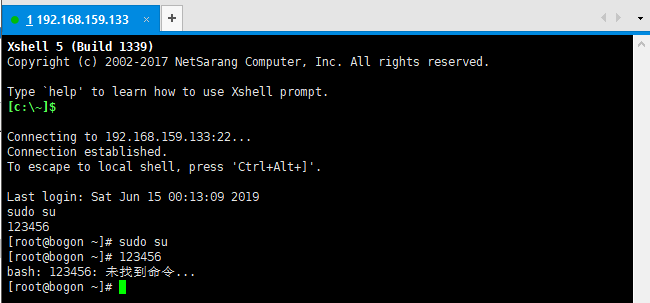 1 192.168.159.133
Xshell 5 (Build 1339)
Copyright (c) 2002-2017 NetSarang Computer, Inc. All rights reserved.
Type `help' to learn how to use Xshell prompt.
[c:\~]$
Connecting to 192.168.159.133:22...
Connection established.
To escape to local shell, press 'Ctrl+Alt+]'.
Last login: Sat Jun 15 00:13:09 2019
sudo su
123456
[root@bogon ~]# sudo su
[root@bogon ~]# 123456
bash: 123456: 未找到命令...
[root@bogon ~]#